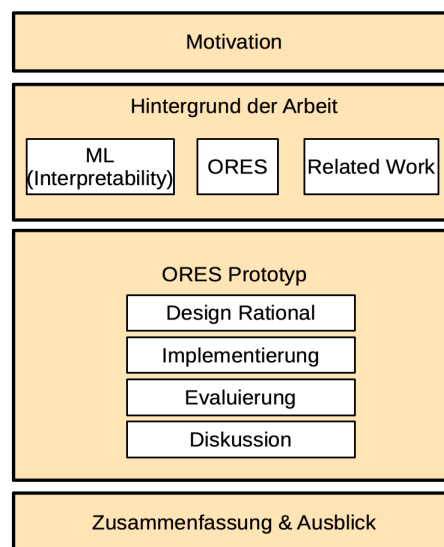 Motivation
Hintergrund der Arbeit
ML
(Interpretability)
ORES
Related Work
ORES Prototyp
Design Rational
Implementierung
Evaluierung
Diskussion
Zusammenfassung & Ausblick